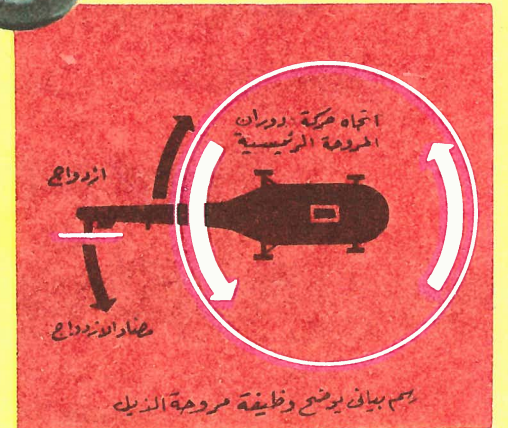 اتجاه حركة دوران
المروحة الرئيسية
ازدواج
مضاد الازدواج
رسم بياني يوضح وظيفة مروحة الذيل